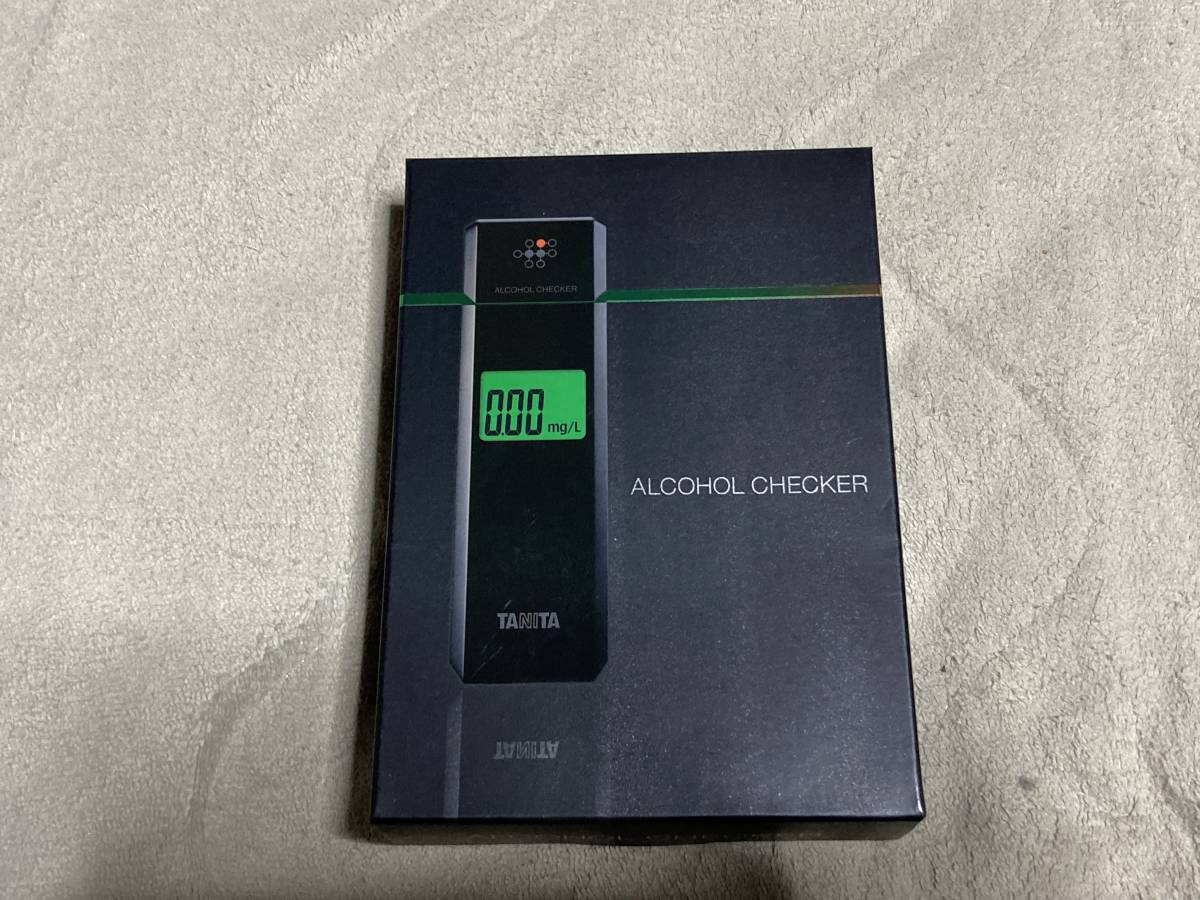 ALCOHOL CHECKER
0.00 mg/L
ALCOHOL CHECKER
TANITA
TANITA